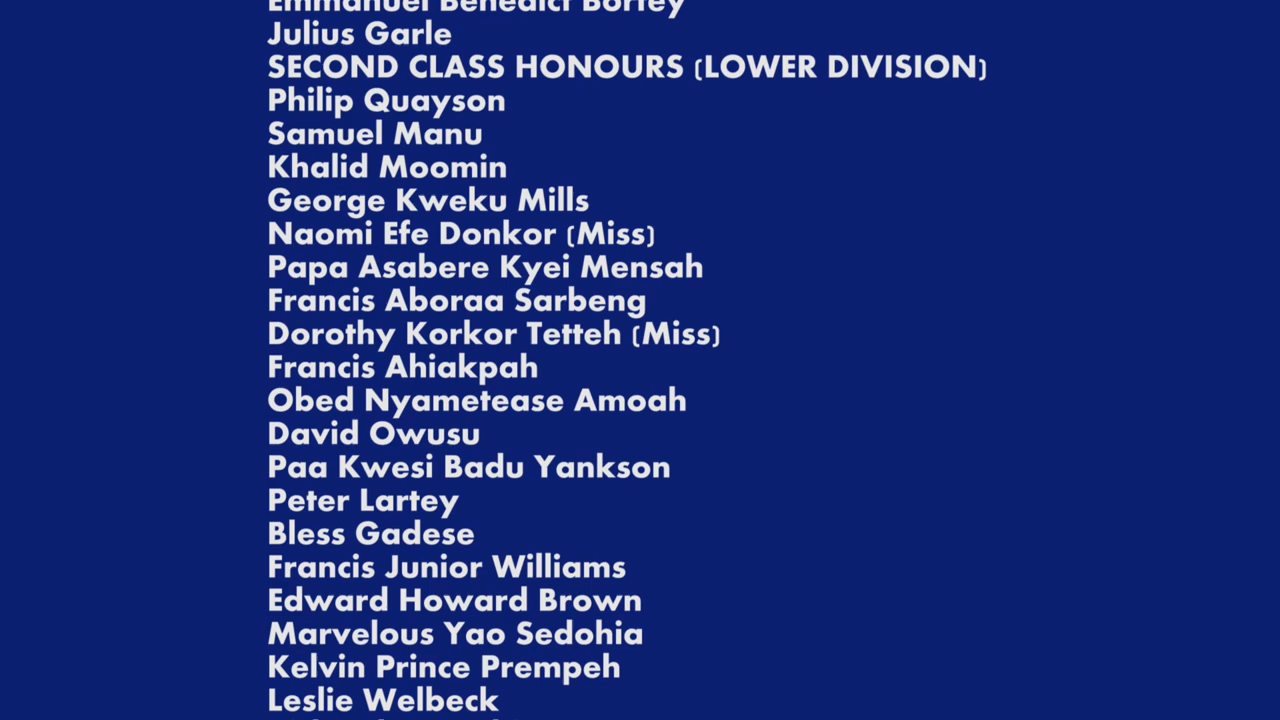 Emmanuel Benedict Bortey
Julius Garle
SECOND CLASS HONOURS (LOWER DIVISION)
Philip Quayson
Samuel Manu
Khalid Moomin
George Kweku Mills
Naomi Efe Donkor (Miss)
Papa Asabere Kyei Mensah
Francis Aboraa Sarbeng
Dorothy Korkor Tetteh (Miss)
Francis Ahiakpah
Obed Nyametease Amoah
David Owusu
Paa Kwesi Badu Yankson
Peter Lartey
Bless Gadese
Francis Junior Williams
Edward Howard Brown
Marvelous Yao Sedohia
Kelvin Prince Prempeh
Leslie Welbeck